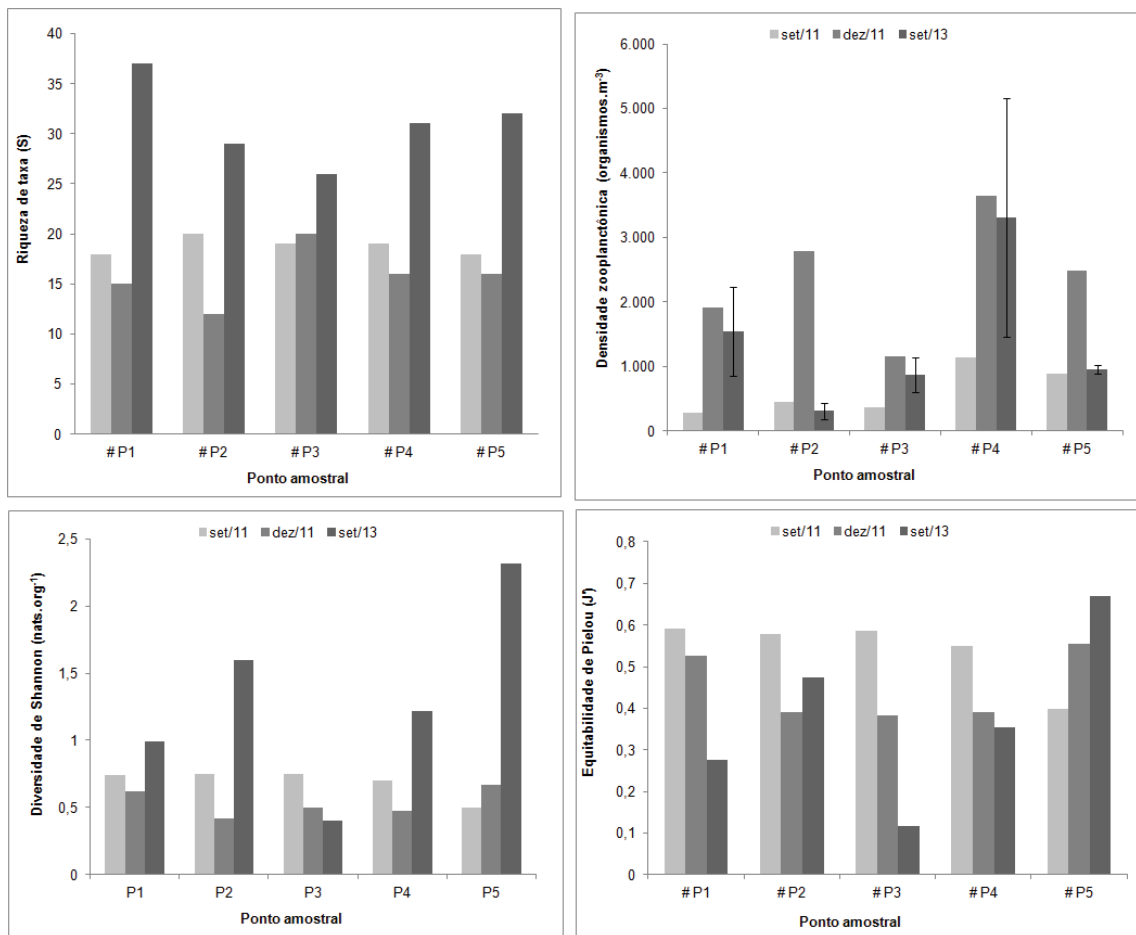 Riqueza de taxa (S)
40
35
30
25
20
15
10
5
0
# P1 # P2 # P3 # P4 # P5
Ponto amostral
set/11 dez/11 set/13
Densidade zooplanctônica (organismos.m-3)
6.000
5.000
4.000
3.000
2.000
1.000
0
# P1 # P2 # P3 # P4 # P5
Ponto amostral
set/11 dez/11 set/13
Diversidade de Shannon (nats.org-1)
2,5
2
1,5
1
0,5
0
P1 P2 P3 P4 P5
Ponto amostral
set/11 dez/11 set/13
Equitabilidade de Pielou (J')
0,8
0,7
0,6
0,5
0,4
0,3
0,2
0,1
0
# P1 # P2 # P3 # P4 # P5
Ponto amostral